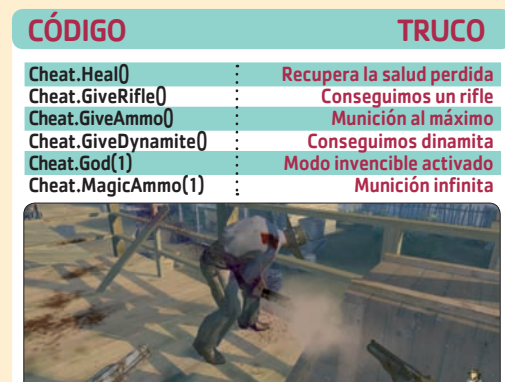 CÓDIGO TRUCO
Cheat.Heal() Recupera la salud perdida
Cheat.GiveRifle() Conseguimos un rifle
Cheat.GiveAmmo() Munición al máximo
Cheat.GiveDynamite() Conseguimos dinamita
Cheat.God(1) Modo invencible activado
Cheat.MagicAmmo(1) Munición infinita